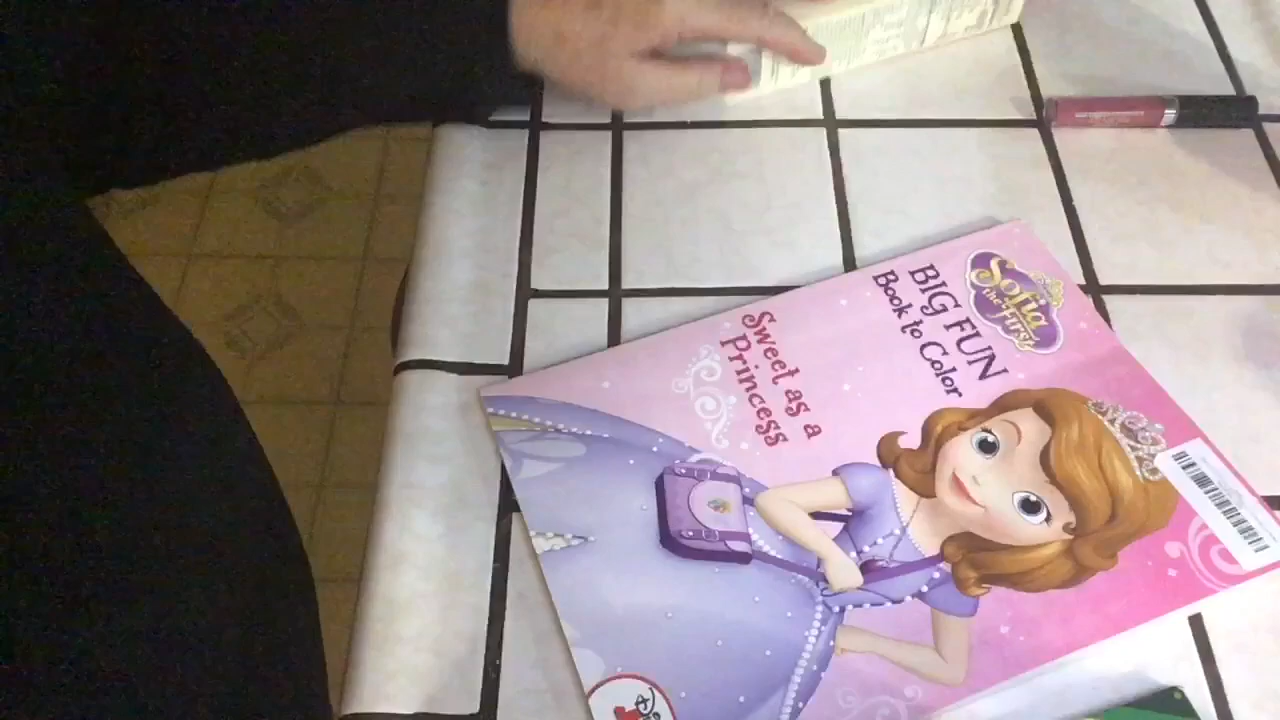 Sofia
the First
BIG FUN
Book to Color
Sweet as a
Princess